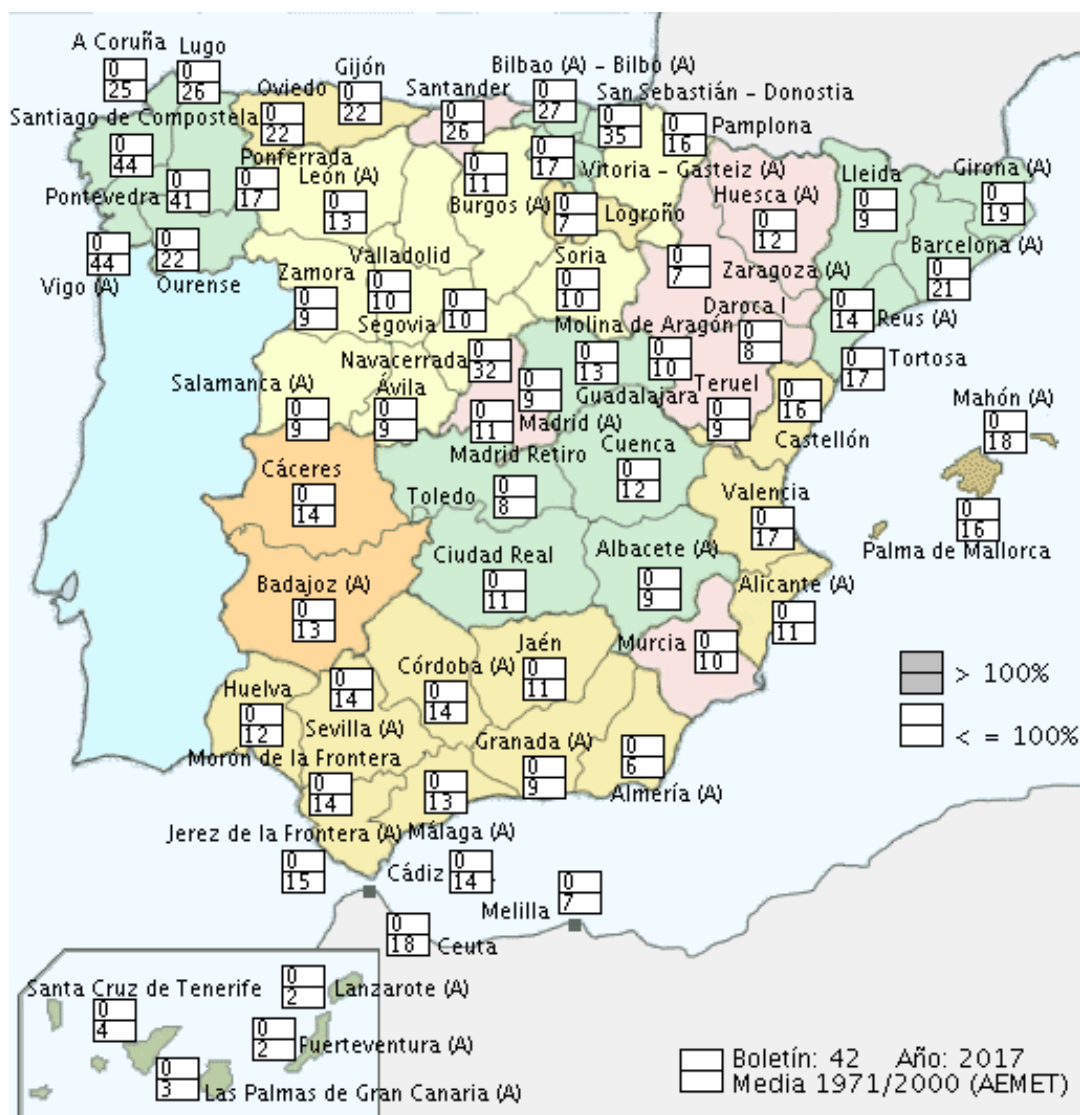 A Coruña
0
25
Lugo
0
26
Gijón
0
22
Oviedo
0
22
Santander
0
26
Bilbao (A) – Bilbo (A)
0
27
San Sebastián – Donostia
0
35
0
16
Pamplona
Santiago de Compostela
0
44
Ponferrada
0
17
León (A)
0
13
0
11
Burgos (A)
0
17
Vitoria – Gasteiz (A)
Pontevedra
0
41
0
7
Logroño
Huesca (A)
0
12
Lleida
0
9
Girona (A)
0
19
Vigo (A)
0
44
0
22
Ourense
Zamora
0
9
Valladolid
0
10
Soria
0
10
0
7
Zaragoza (A)
Barcelona (A)
0
21
Segovia
0
10
Molina de Aragón
0
10
Daroca I
0
8
0
14
Reus (A)
Navacerrada
0
32
0
13
Guadalajara
0
17
Tortosa
Salamanca (A)
0
9
Ávila
0
9
0
11
0
9
Madrid (A)
Madrid Retiro
Teruel
0
9
0
16
Castellón
Mahón (A)
0
18
Cáceres
0
14
Toledo
0
8
Cuenca
0
12
Valencia
0
17
0
16
Palma de Mallorca
Badajoz (A)
0
13
Ciudad Real
0
11
Albacete (A)
0
9
Alicante (A)
0
11
Huelva
0
12
0
14
Sevilla (A)
Córdoba (A)
0
14
Jaén
0
11
Murcia
0
10
> 100%
< = 100%
Morón de la Frontera
0
14
0
13
Málaga (A)
Granada (A)
0
9
0
6
Almería (A)
Jerez de la Frontera (A)
0
15
Cádiz
0
14
Melilla
0
7
0
18
Ceuta
Santa Cruz de Tenerife
0
4
0
2
Lanzarote (A)
0
2
Fuerteventura (A)
0
3
Las Palmas de Gran Canaria (A)
Boletín: 42 Año: 2017
Media 1971/2000 (AEMET)